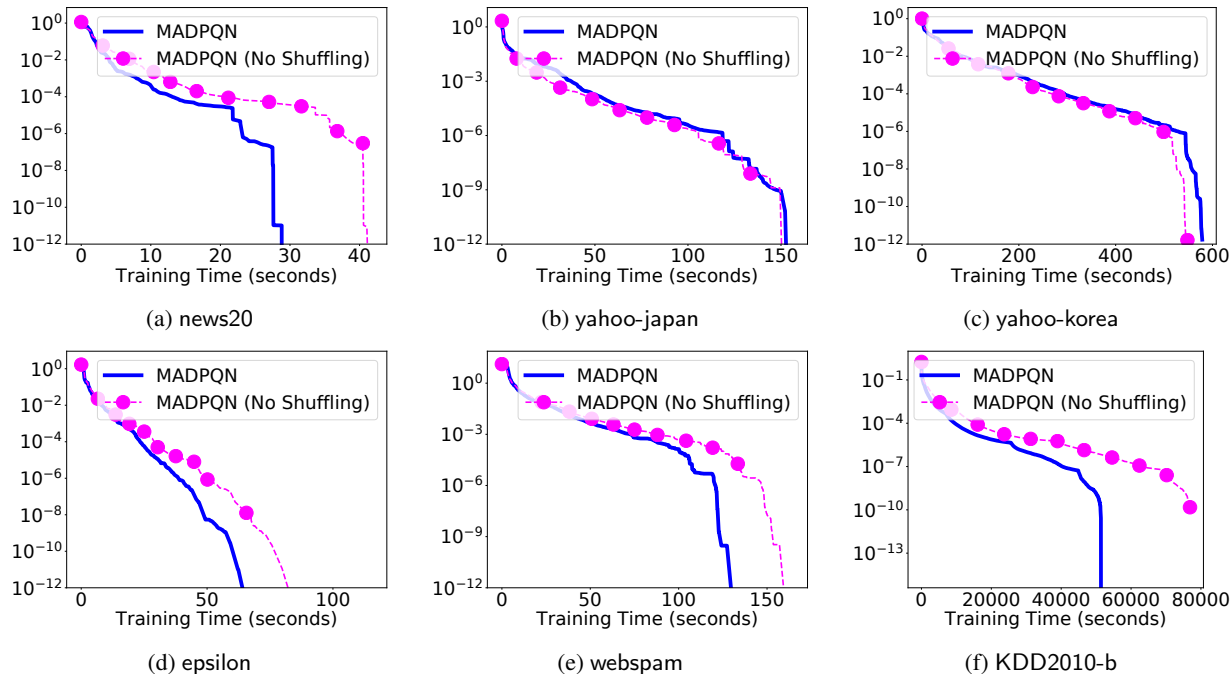 10^0
10^-2
10^-4
10^-6
10^-8
10^-10
10^-12
MADPQN
MADPQN (No Shuffling)
0 10 20 30 40
Training Time (seconds)
(a) news20
10^0
10^-3
10^-6
10^-9
10^-12
MADPQN
MADPQN (No Shuffling)
0 50 100 150
Training Time (seconds)
(b) yahoo-japan
10^0
10^-2
10^-4
10^-6
10^-8
10^-10
10^-12
MADPQN
MADPQN (No Shuffling)
0 200 400 600
Training Time (seconds)
(c) yahoo-korea
10^0
10^-2
10^-4
10^-6
10^-8
10^-10
10^-12
MADPQN
MADPQN (No Shuffling)
0 50 100
Training Time (seconds)
(d) epsilon
10^0
10^-3
10^-6
10^-9
10^-12
MADPQN
MADPQN (No Shuffling)
0 50 100 150
Training Time (seconds)
(e) webspam
10^-1
10^-4
10^-7
10^-10
10^-13
MADPQN
MADPQN (No Shuffling)
0 20000 40000 60000 80000
Training Time (seconds)
(f) KDD2010-b